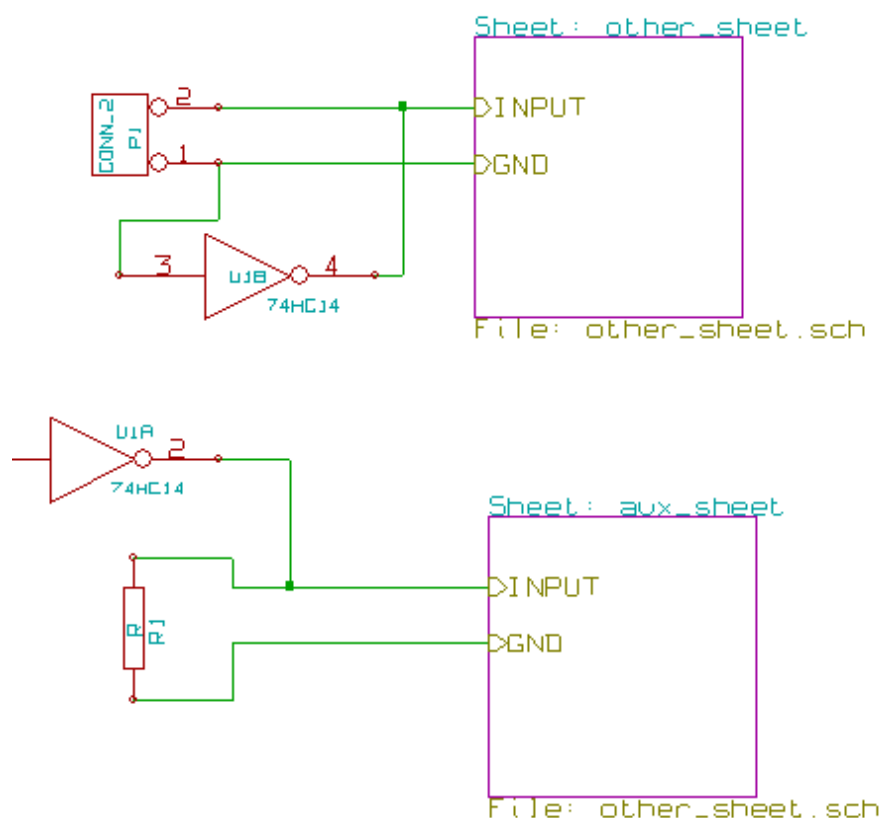 Sheet: other_sheet
CONN_2
P1
2
1
INPUT
GND
3
U1B
4
74HC14
File: other_sheet.sch
U1A
2
74HC14
Sheet: aux_sheet
INPUT
R
R1
GND
File: other_sheet.sch